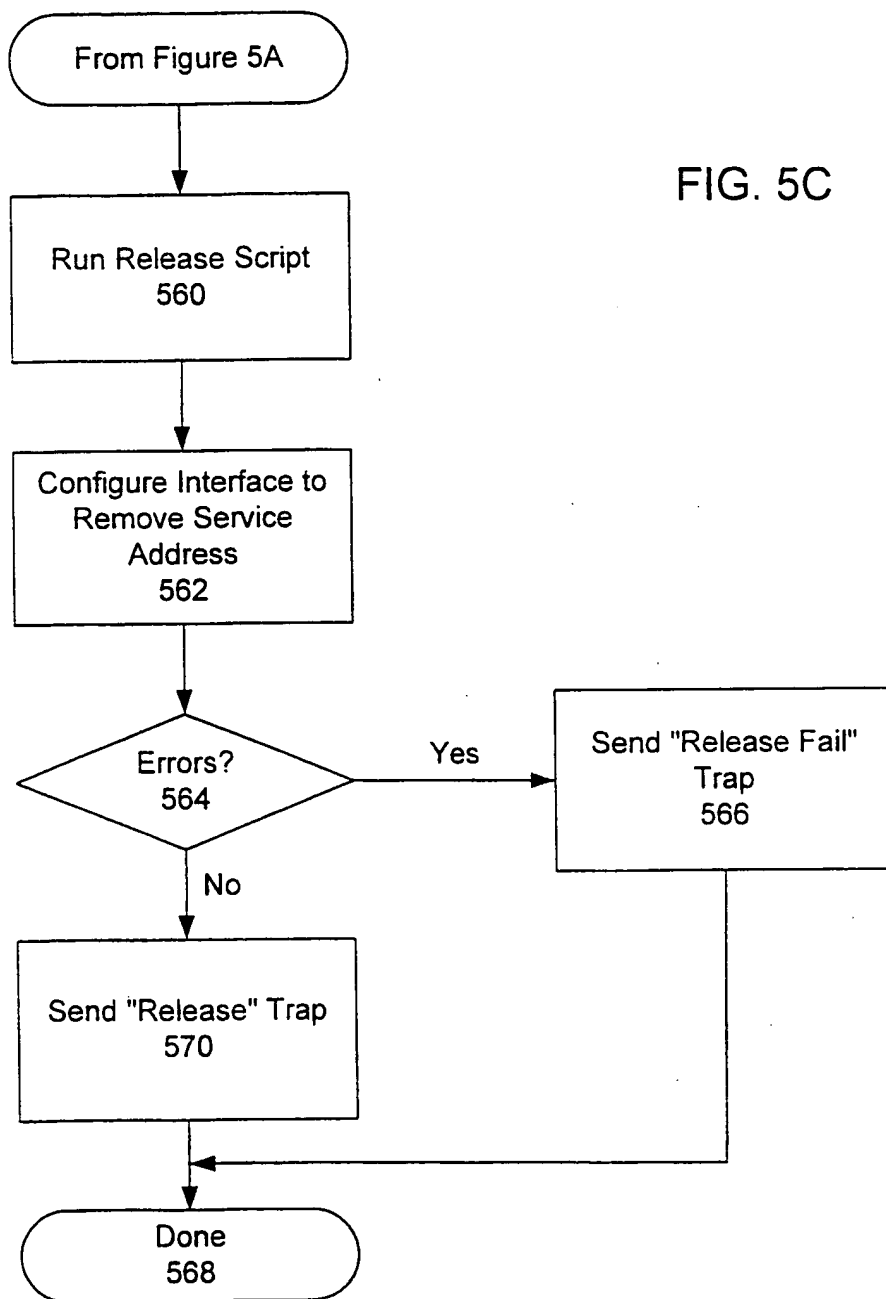 From Figure 5A
FIG. 5C
Run Release Script
560
Configure Interface to
Remove Service
Address
562
Errors?
564
Yes
Send "Release Fail"
Trap
566
No
Send "Release" Trap
570
Done
568